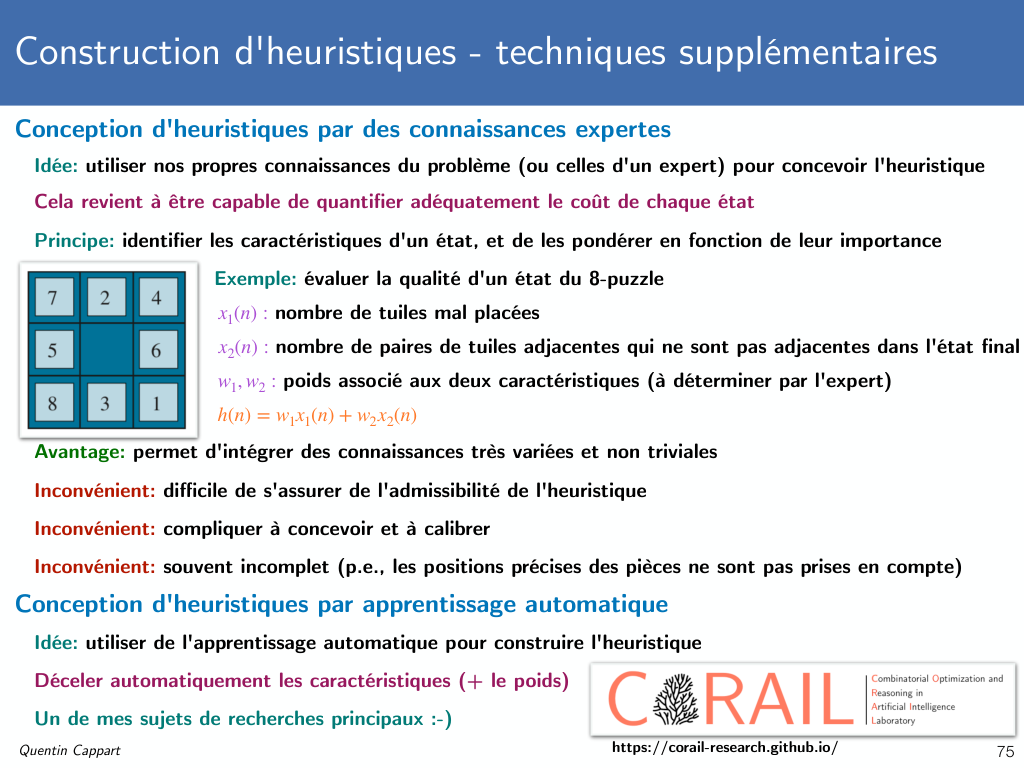 Construction d'heuristiques - techniques supplémentaires
Conception d'heuristiques par des connaissances expertes
Idée: utiliser nos propres connaissances du problème (ou celles d'un expert) pour concevoir l'heuristique
Cela revient à être capable de quantifier adéquatement le coût de chaque état
Principe: identifier les caractéristiques d'un état, et de les pondérer en fonction de leur importance
7 2 4
5 6
8 3 1
Exemple: évaluer la qualité d'un état du 8-puzzle
x₁(n) : nombre de tuiles mal placées
x₂(n) : nombre de paires de tuiles adjacentes qui ne sont pas adjacentes dans l'état final
w₁, w₂ : poids associé aux deux caractéristiques (à déterminer par l'expert)
h(n) = w₁x₁(n) + w₂x₂(n)
Avantage: permet d'intégrer des connaissances très variées et non triviales
Inconvénient: difficile de s'assurer de l'admissibilité de l'heuristique
Inconvénient: compliquer à concevoir et à calibrer
Inconvénient: souvent incomplet (p.e., les positions précises des pièces ne sont pas prises en compte)
Conception d'heuristiques par apprentissage automatique
Idée: utiliser de l'apprentissage automatique pour construire l'heuristique
Déceler automatiquement les caractéristiques (+ le poids)
Un de mes sujets de recherches principaux :-)
CORAIL
Combinatorial Optimization and
Reasoning in
Artificial Intelligence
Laboratory
Quentin Cappart
https://corail-research.github.io/
75